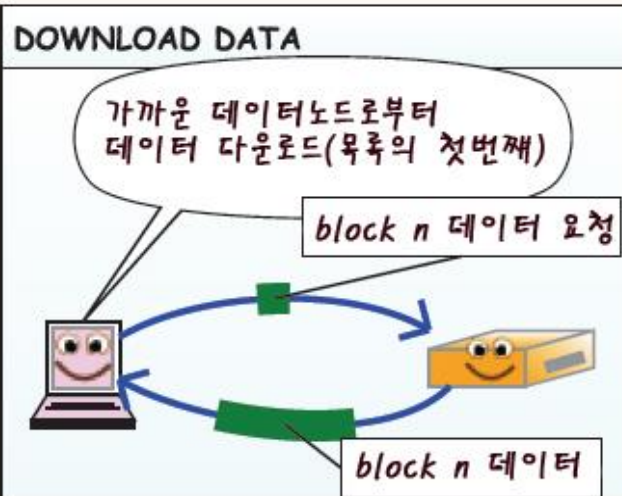 DOWNLOAD DATA
가까운 데이터노드로부터
데이터 다운로드(목록의 첫번째)
block n 데이터 요청
block n 데이터